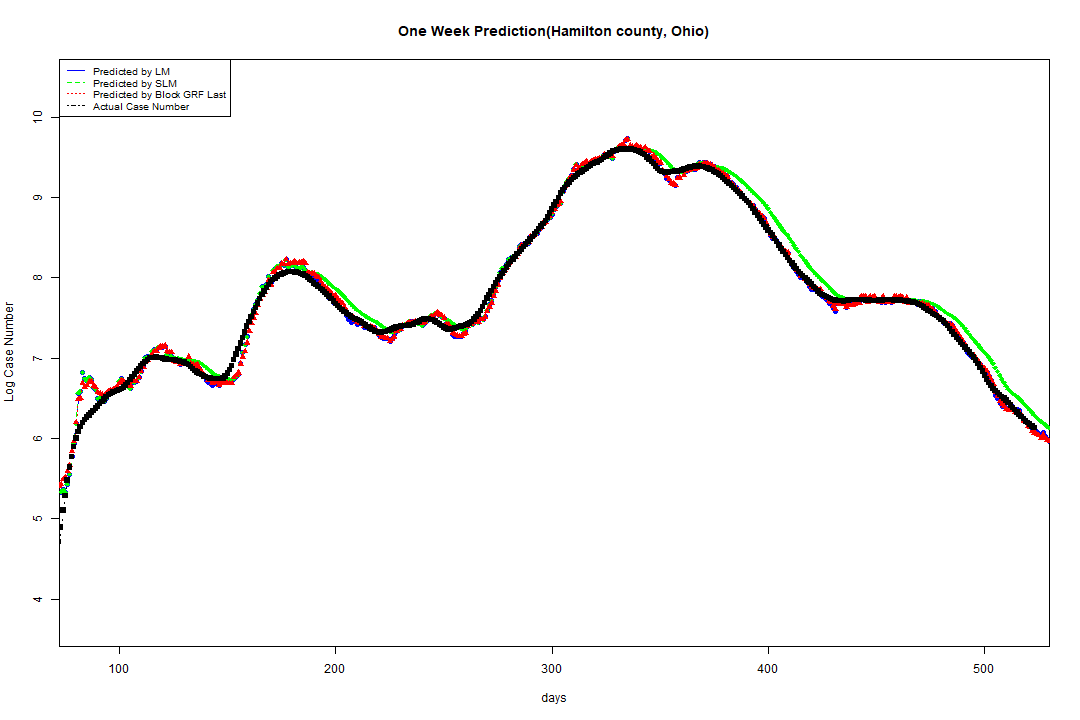 One Week Prediction(Hamilton county, Ohio)
Predicted by LM
Predicted by SLM
Predicted by Block GRF Last
Actual Case Number
10
9
8
7
6
5
4
Log Case Number
100 200 300 400 500
days